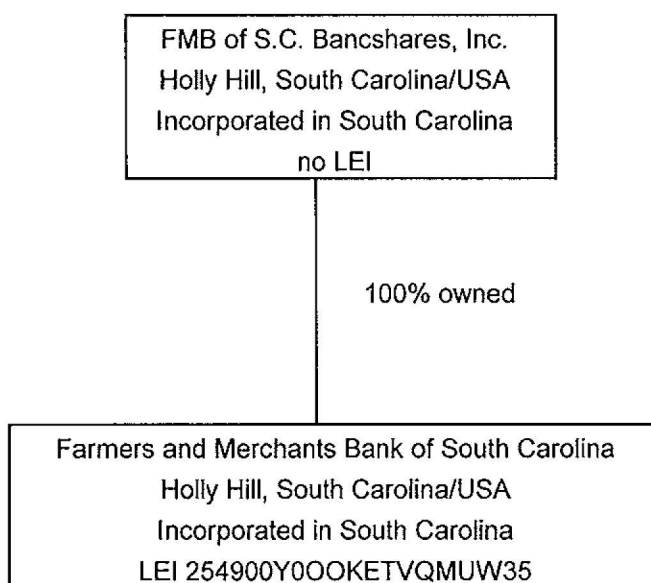 FMB of S.C. Bancshares, Inc.
Holly Hill, South Carolina/USA
Incorporated in South Carolina
no LEI
100% owned
Farmers and Merchants Bank of South Carolina
Holly Hill, South Carolina/USA
Incorporated in South Carolina
LEI 254900Y0OOKETVQMUW35